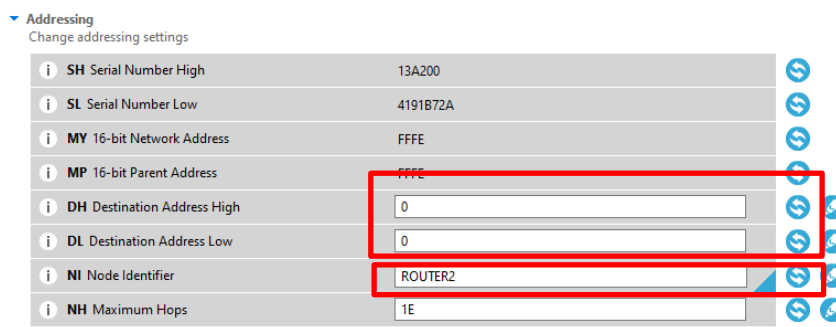 Addressing
Change addressing settings
i SH Serial Number High 13A200
i SL Serial Number Low 4191B72A
i MY 16-bit Network Address FFFE
i MP 16-bit Parent Address FFFE
i DH Destination Address High 0
i DL Destination Address Low 0
i NI Node Identifier ROUTER2
i NH Maximum Hops 1E